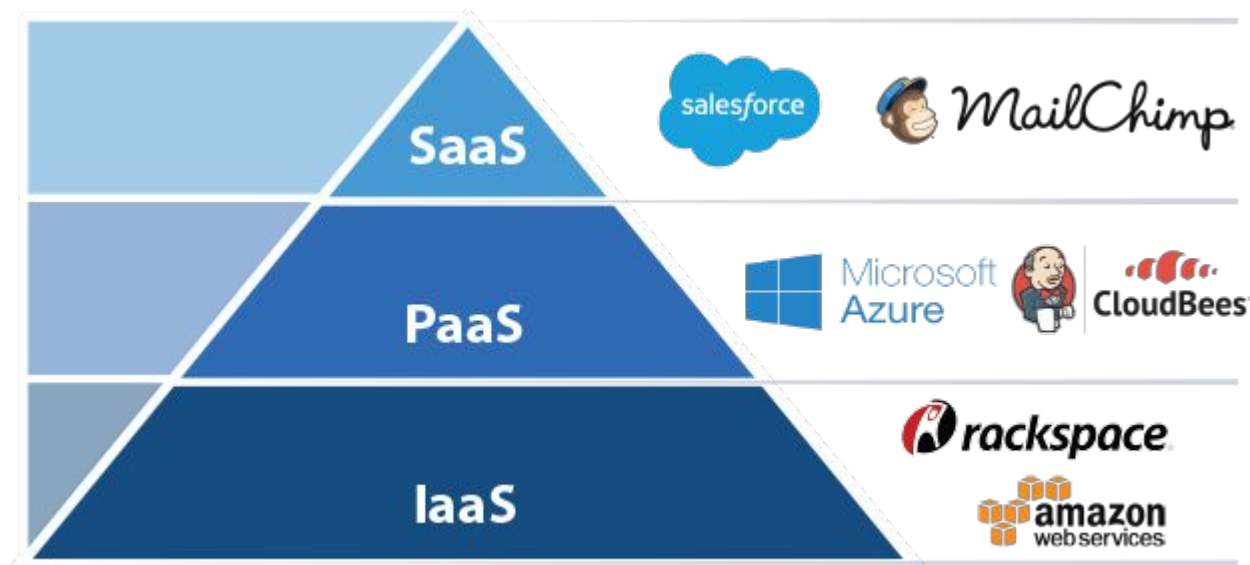 salesforce
MailChimp
SaaS
Microsoft
Azure
CloudBees
PaaS
rackspace
IaaS
amazon
web services